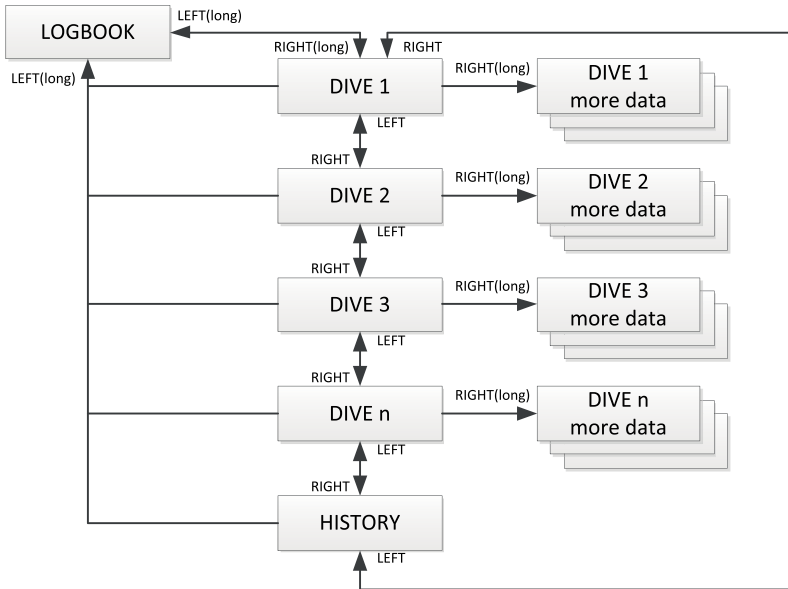 LOGBOOK
LEFT(long)
RIGHT(long)
RIGHT
LEFT(long)
DIVE 1
RIGHT(long)
DIVE 1
more data
LEFT
RIGHT
DIVE 2
RIGHT(long)
DIVE 2
more data
LEFT
RIGHT
DIVE 3
RIGHT(long)
DIVE 3
more data
LEFT
RIGHT
DIVE n
RIGHT(long)
DIVE n
more data
LEFT
RIGHT
HISTORY
LEFT